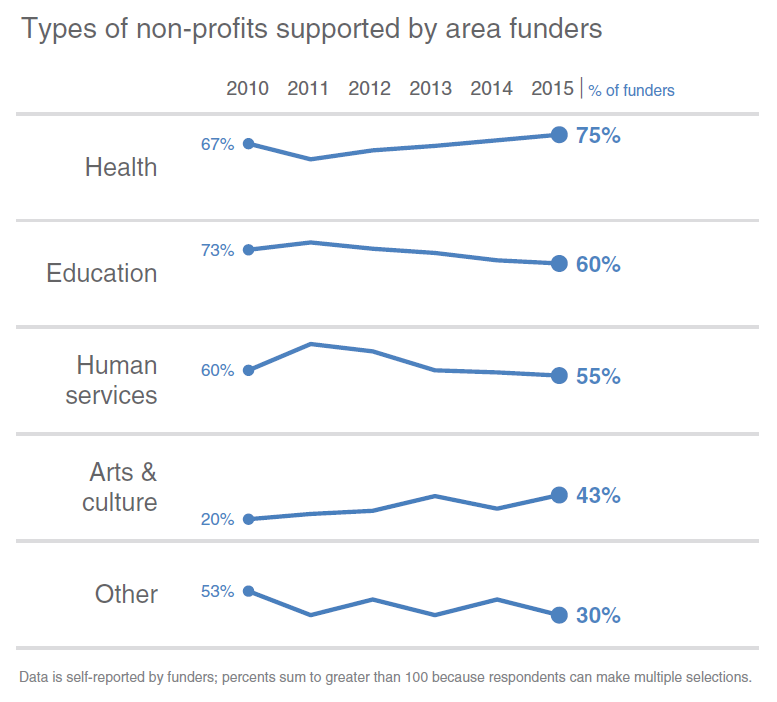 Types of non-profits supported by area funders
2010 2011 2012 2013 2014 2015 | % of funders
67% 75%
Health
73% 60%
Education
Human
60% 55%
services
Arts &
culture 43%
20%
53%
Other
30%
Data is self-reported by funders; percents sum to greater than 100 because respondents can make multiple selections.